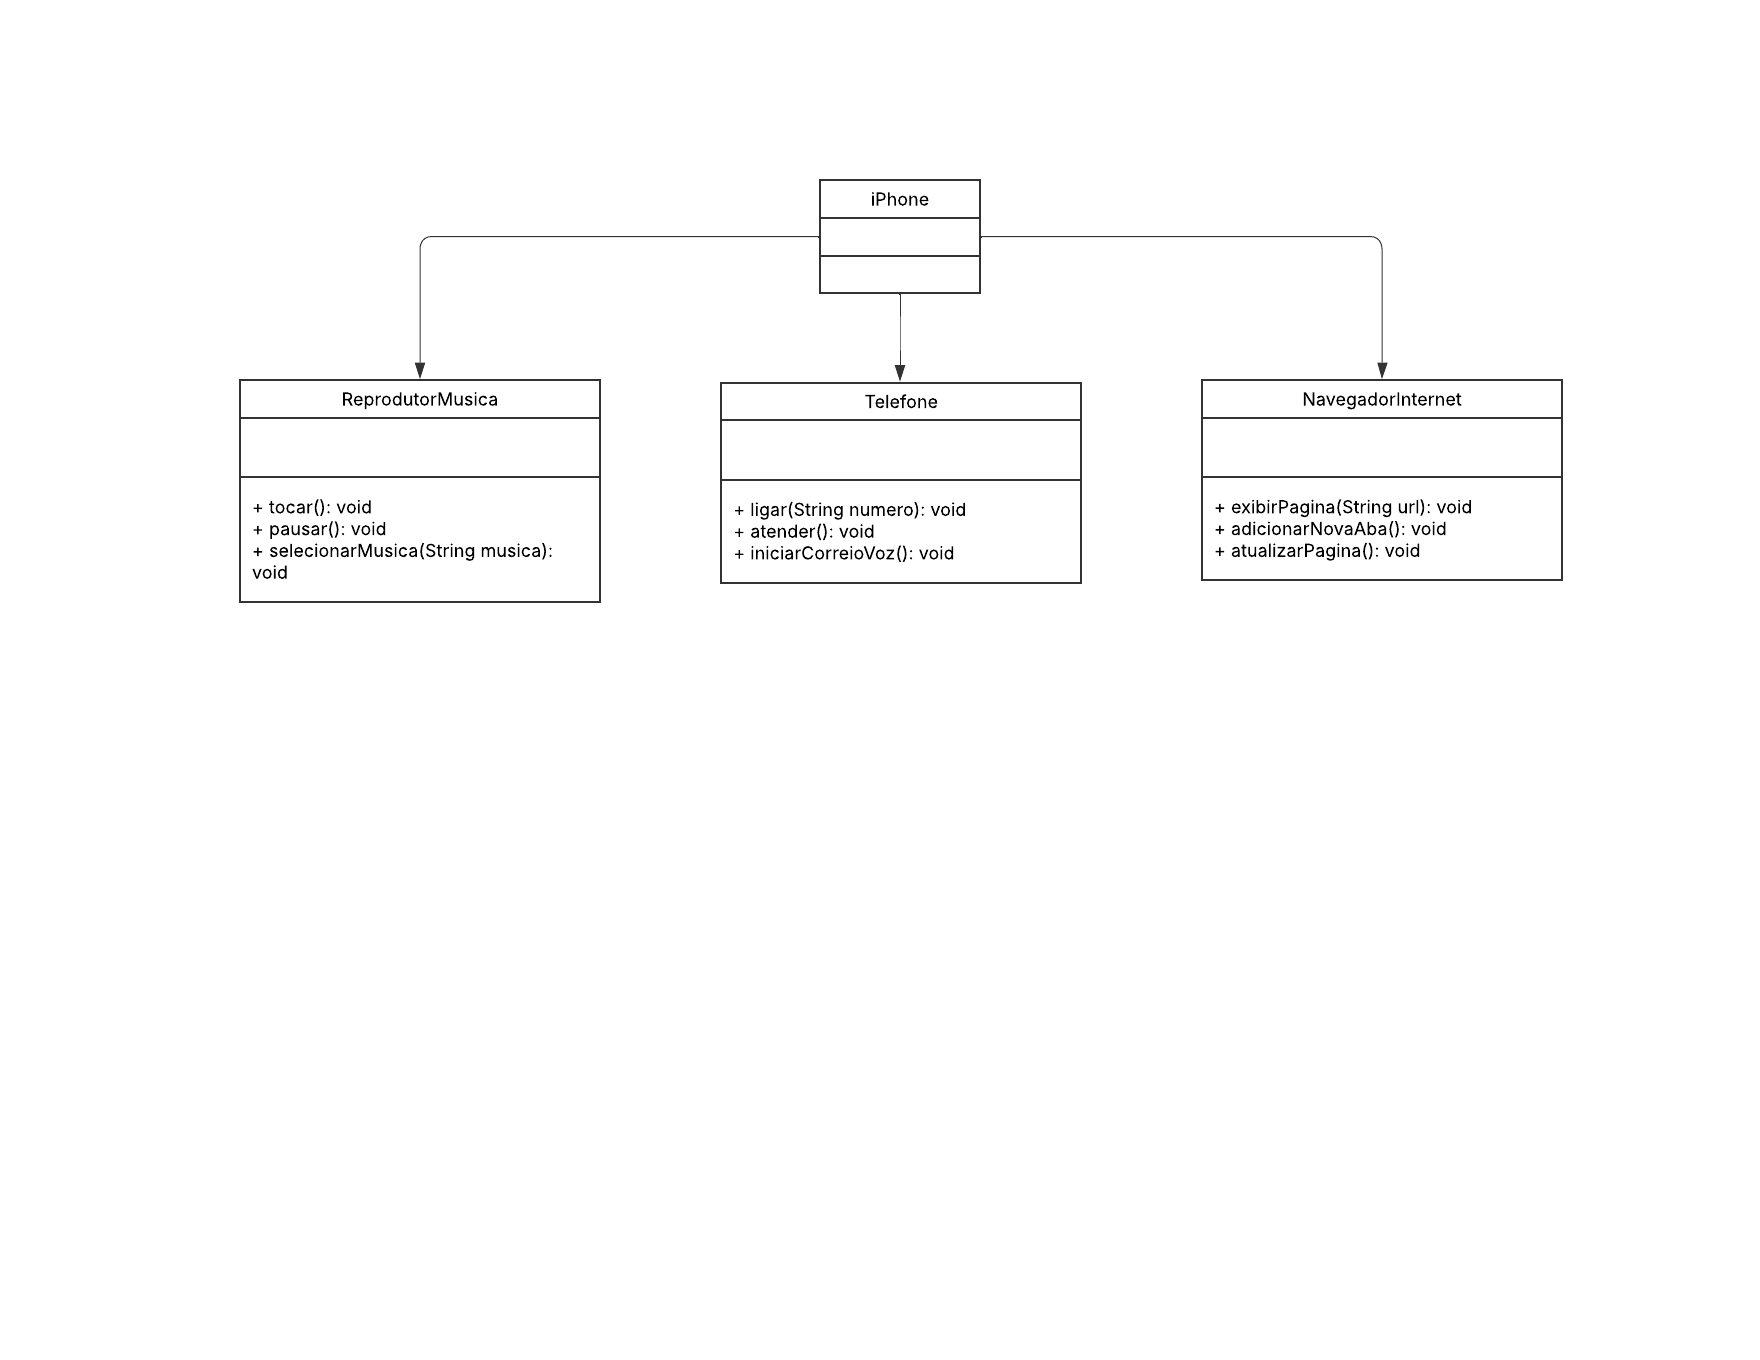 iPhone
ReprodutorMusica
+ tocar(): void
+ pausar(): void
+ selecionarMusica(String musica):
void
Telefone
+ ligar(String numero): void
+ atender(): void
+ iniciarCorreioVoz(): void
NavegadorInternet
+ exibirPagina(String url): void
+ adicionarNovaAba(): void
+ atualizarPagina(): void